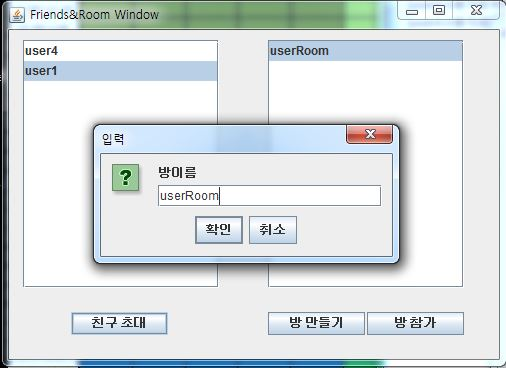 Friends&Room Window
user4
user1
userRoom
입력
?
방이름
userRoom
확인
취소
친구 초대
방 만들기
방 참가